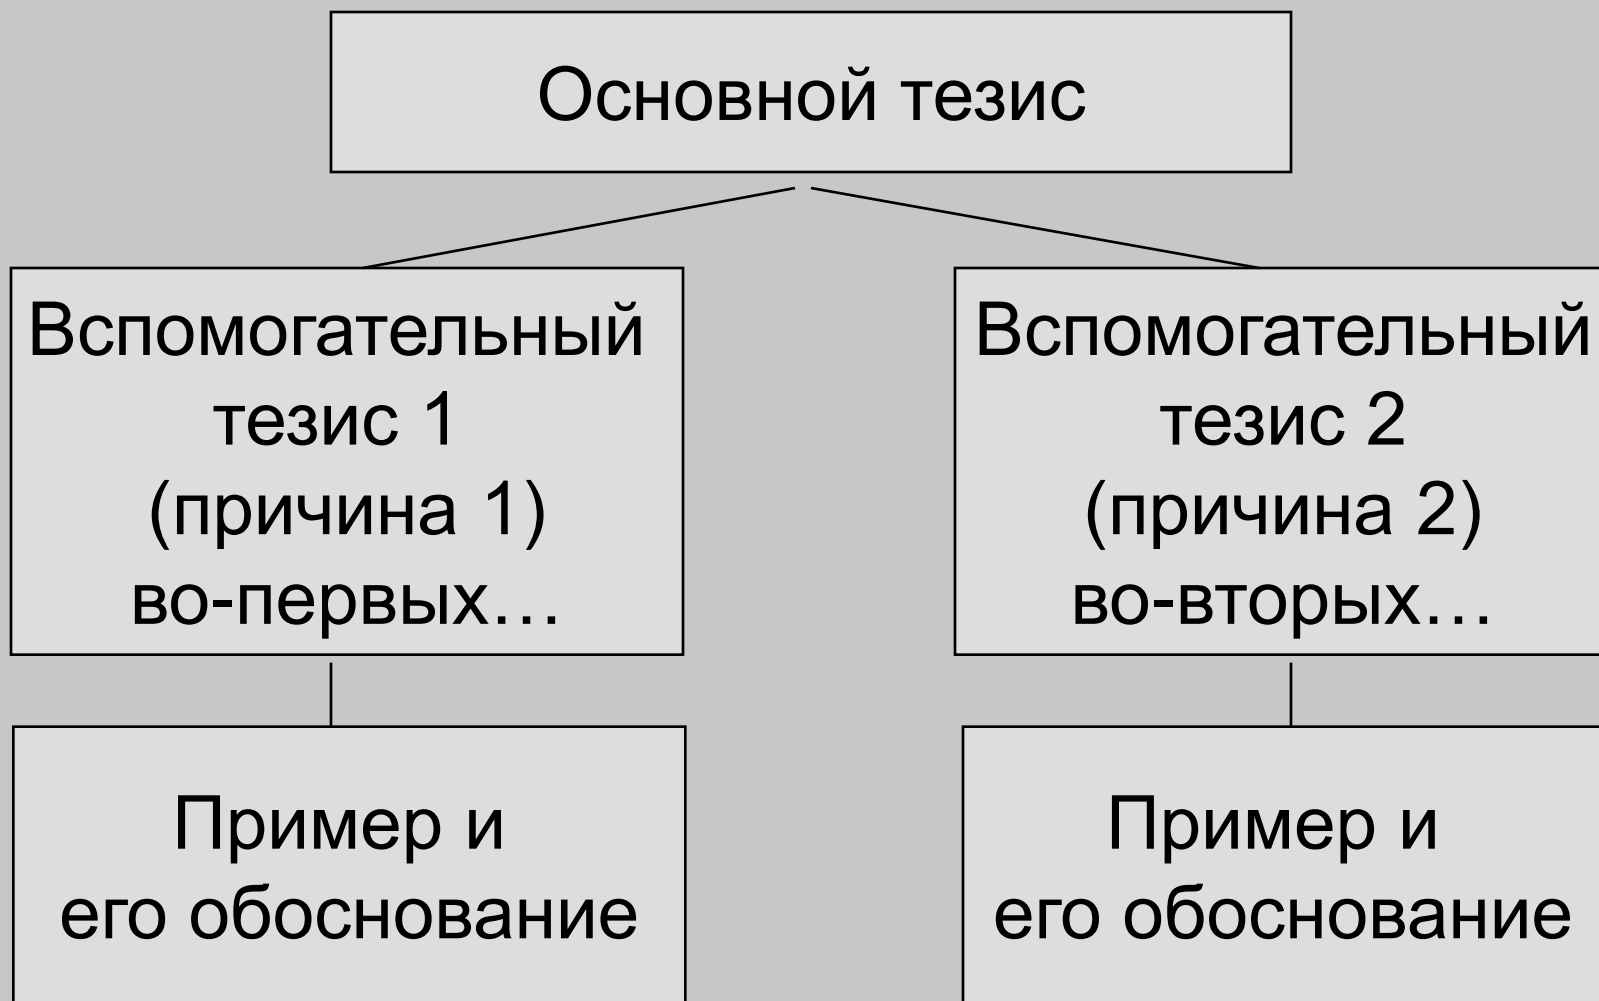 Основной тезис
Вспомогательный
тезис 1
(причина 1)
во-первых…
Вспомогательный
тезис 2
(причина 2)
во-вторых…
Пример и
его обоснование
Пример и
его обоснование